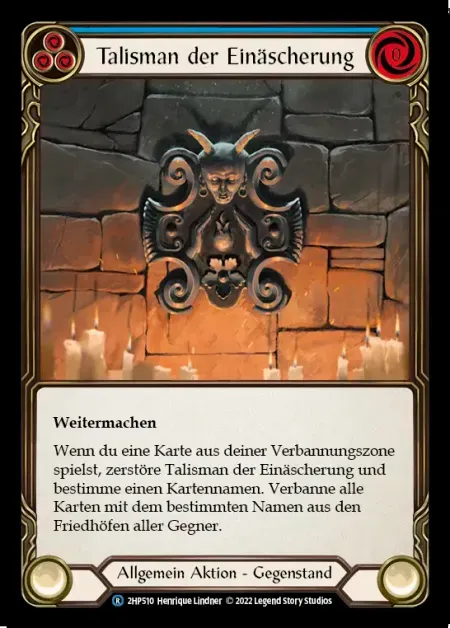 Talisman der Einäscherung
0
Weitermachen
Wenn du eine Karte aus deiner Verbannungszone
spielst, zerstöre Talisman der Einäscherung und
bestimme einen Kartennamen. Verbanne alle
Karten mit dem bestimmten Namen aus den
Friedhöfen aller Gegner.
Allgemein Aktion - Gegenstand
R 2HP510 Henrique Lindner © 2022 Legend Story Studios